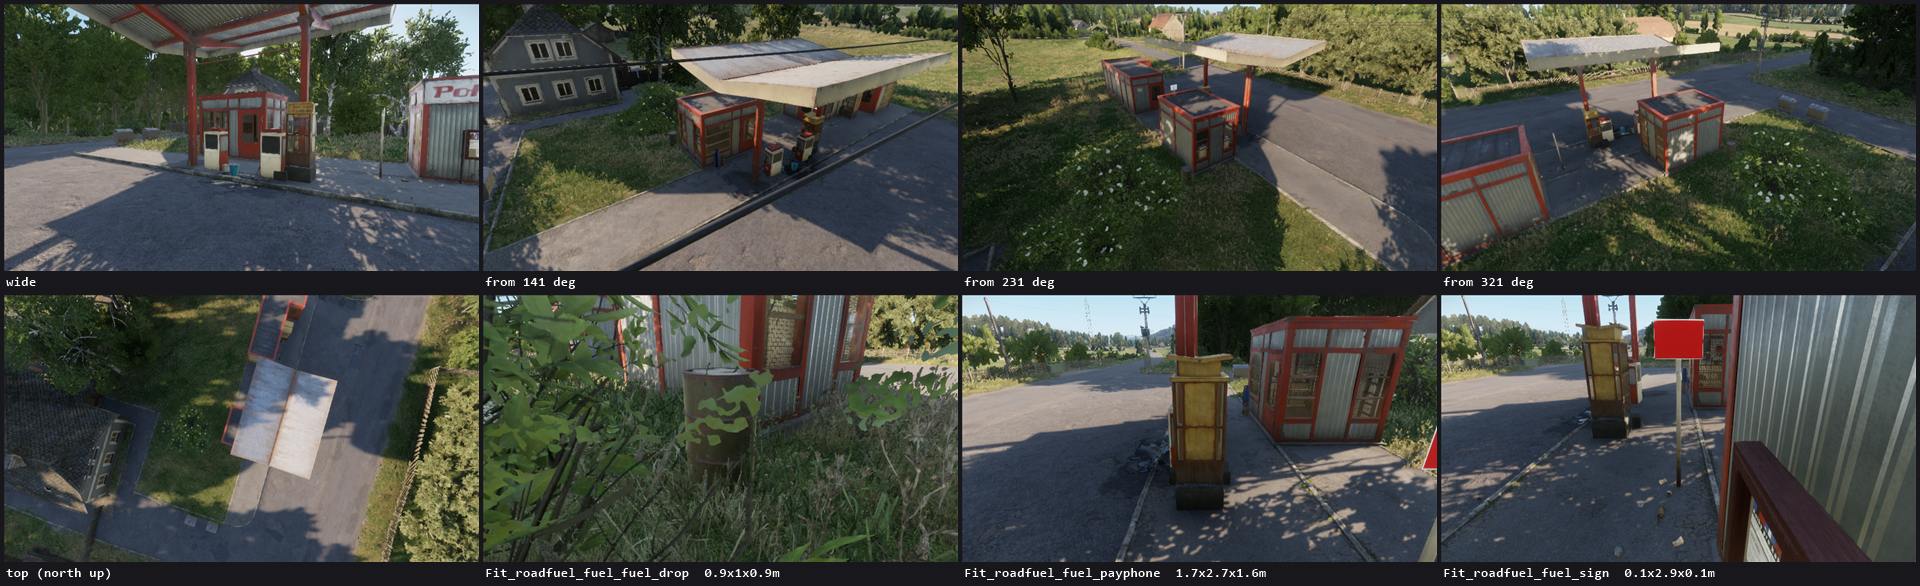 Pol
wide
from 141 deg
from 231 deg
from 321 deg
top (north up)
Fit_roadfuel_fuel_fuel_drop 0.9x1x0.9m
Fit_roadfuel_fuel_payphone 1.7x2.7x1.6m
Fit_roadfuel_fuel_sign 0.1x2.9x0.1m